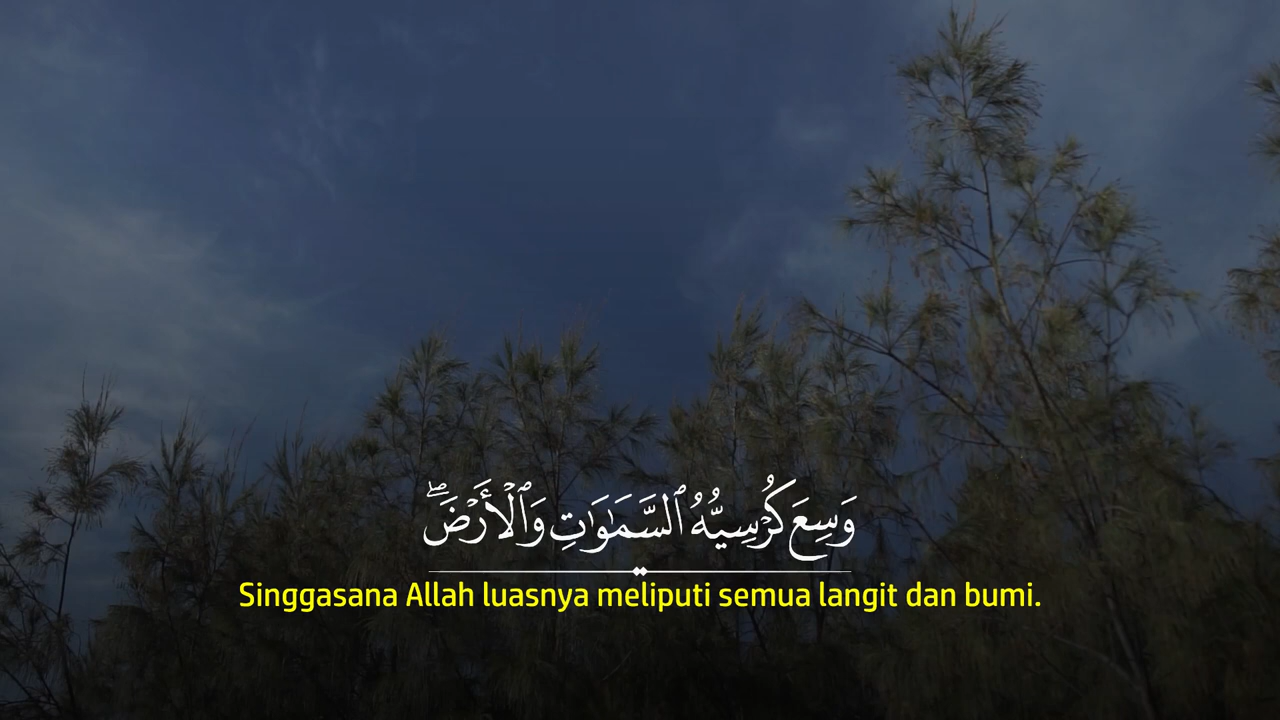 وَسِعَ كُرْسِيُّهُ ٱلسَّمَٰوَٰتِ وَٱلْأَرْضَۖ
Singgasana Allah luasnya meliputi semua langit dan bumi.